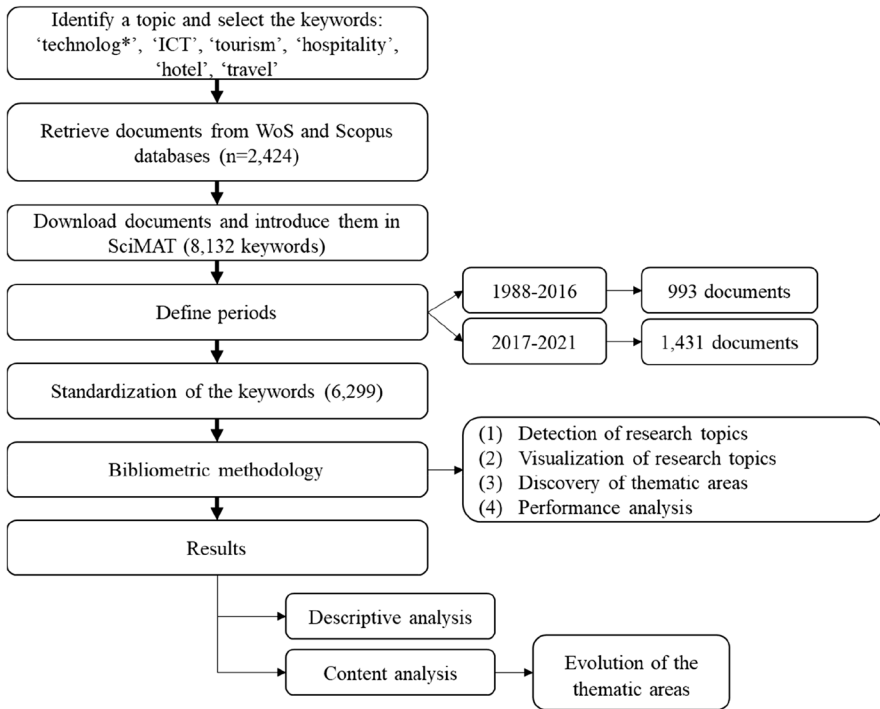 Identify a topic and select the keywords:
‘technolog*’, ‘ICT’, ‘tourism’, ‘hospitality’,
‘hotel’, ‘travel’
Retrieve documents from WoS and Scopus
databases (n=2,424)
Download documents and introduce them in
SciMAT (8,132 keywords)
Define periods
1988-2016
993 documents
2017-2021
1,431 documents
Standardization of the keywords (6,299)
Bibliometric methodology
(1) Detection of research topics
(2) Visualization of research topics
(3) Discovery of thematic areas
(4) Performance analysis
Results
Descriptive analysis
Content analysis
Evolution of the
thematic areas